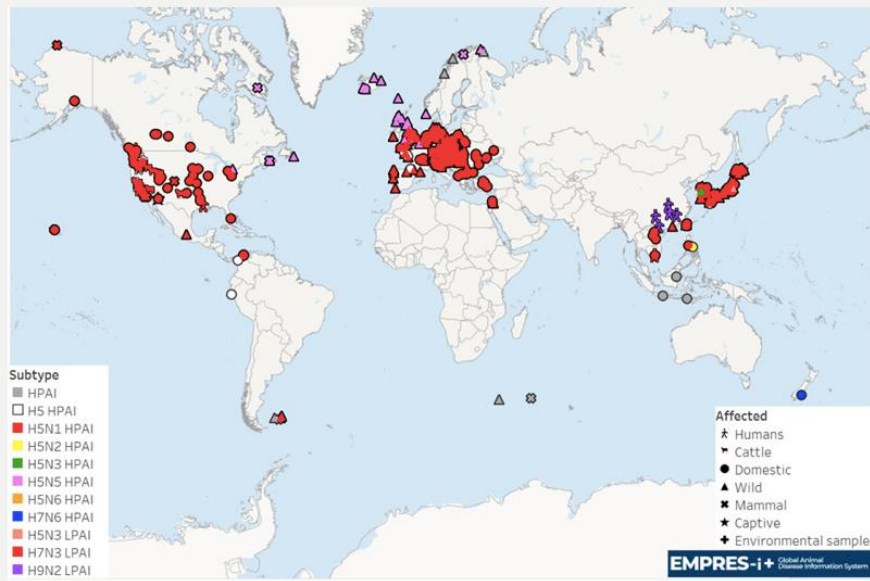 Subtype
HPAI
H5 HPAI
H5N1 HPAI
H5N2 HPAI
H5N3 HPAI
H5N5 HPAI
H5N6 HPAI
H7N6 HPAI
H5N3 LPAI
H7N3 LPAI
H9N2 LPAI
Affected
Humans
Cattle
Domestic
Wild
Mammal
Captive
Environmental sample
EMPRES-i+ Global Animal
Disease Information System